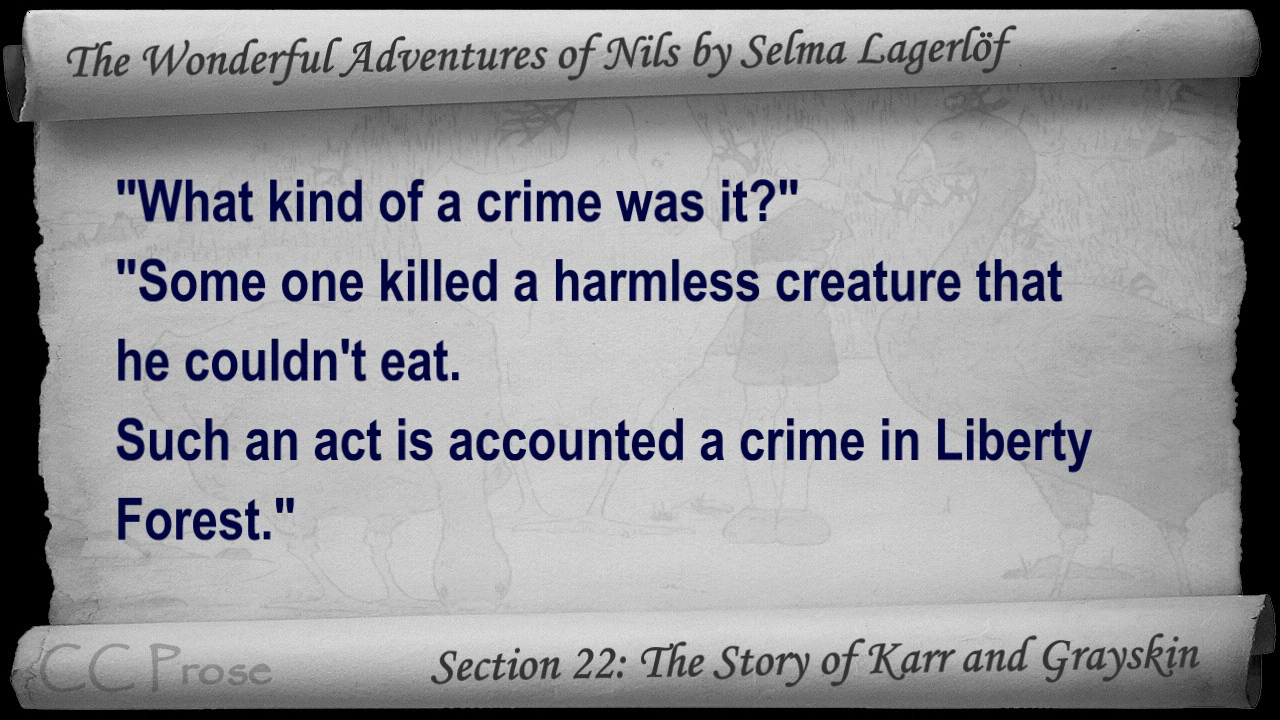 The Wonderful Adventures of Nils by Selma Lagerlöf
"What kind of a crime was it?"
"Some one killed a harmless creature that
he couldn't eat.
Such an act is accounted a crime in Liberty
Forest."
CC Prose
Section 22: The Story of Karr and Grayskin